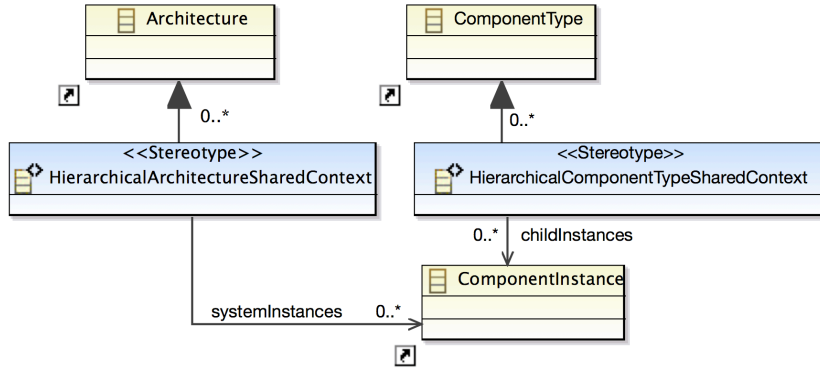 Architecture
ComponentType
0..*
0..*
<<Stereotype>>
HierarchicalArchitectureSharedContext
<<Stereotype>>
HierarchicalComponentTypeSharedContext
0..*
childInstances
ComponentInstance
systemInstances
0..*